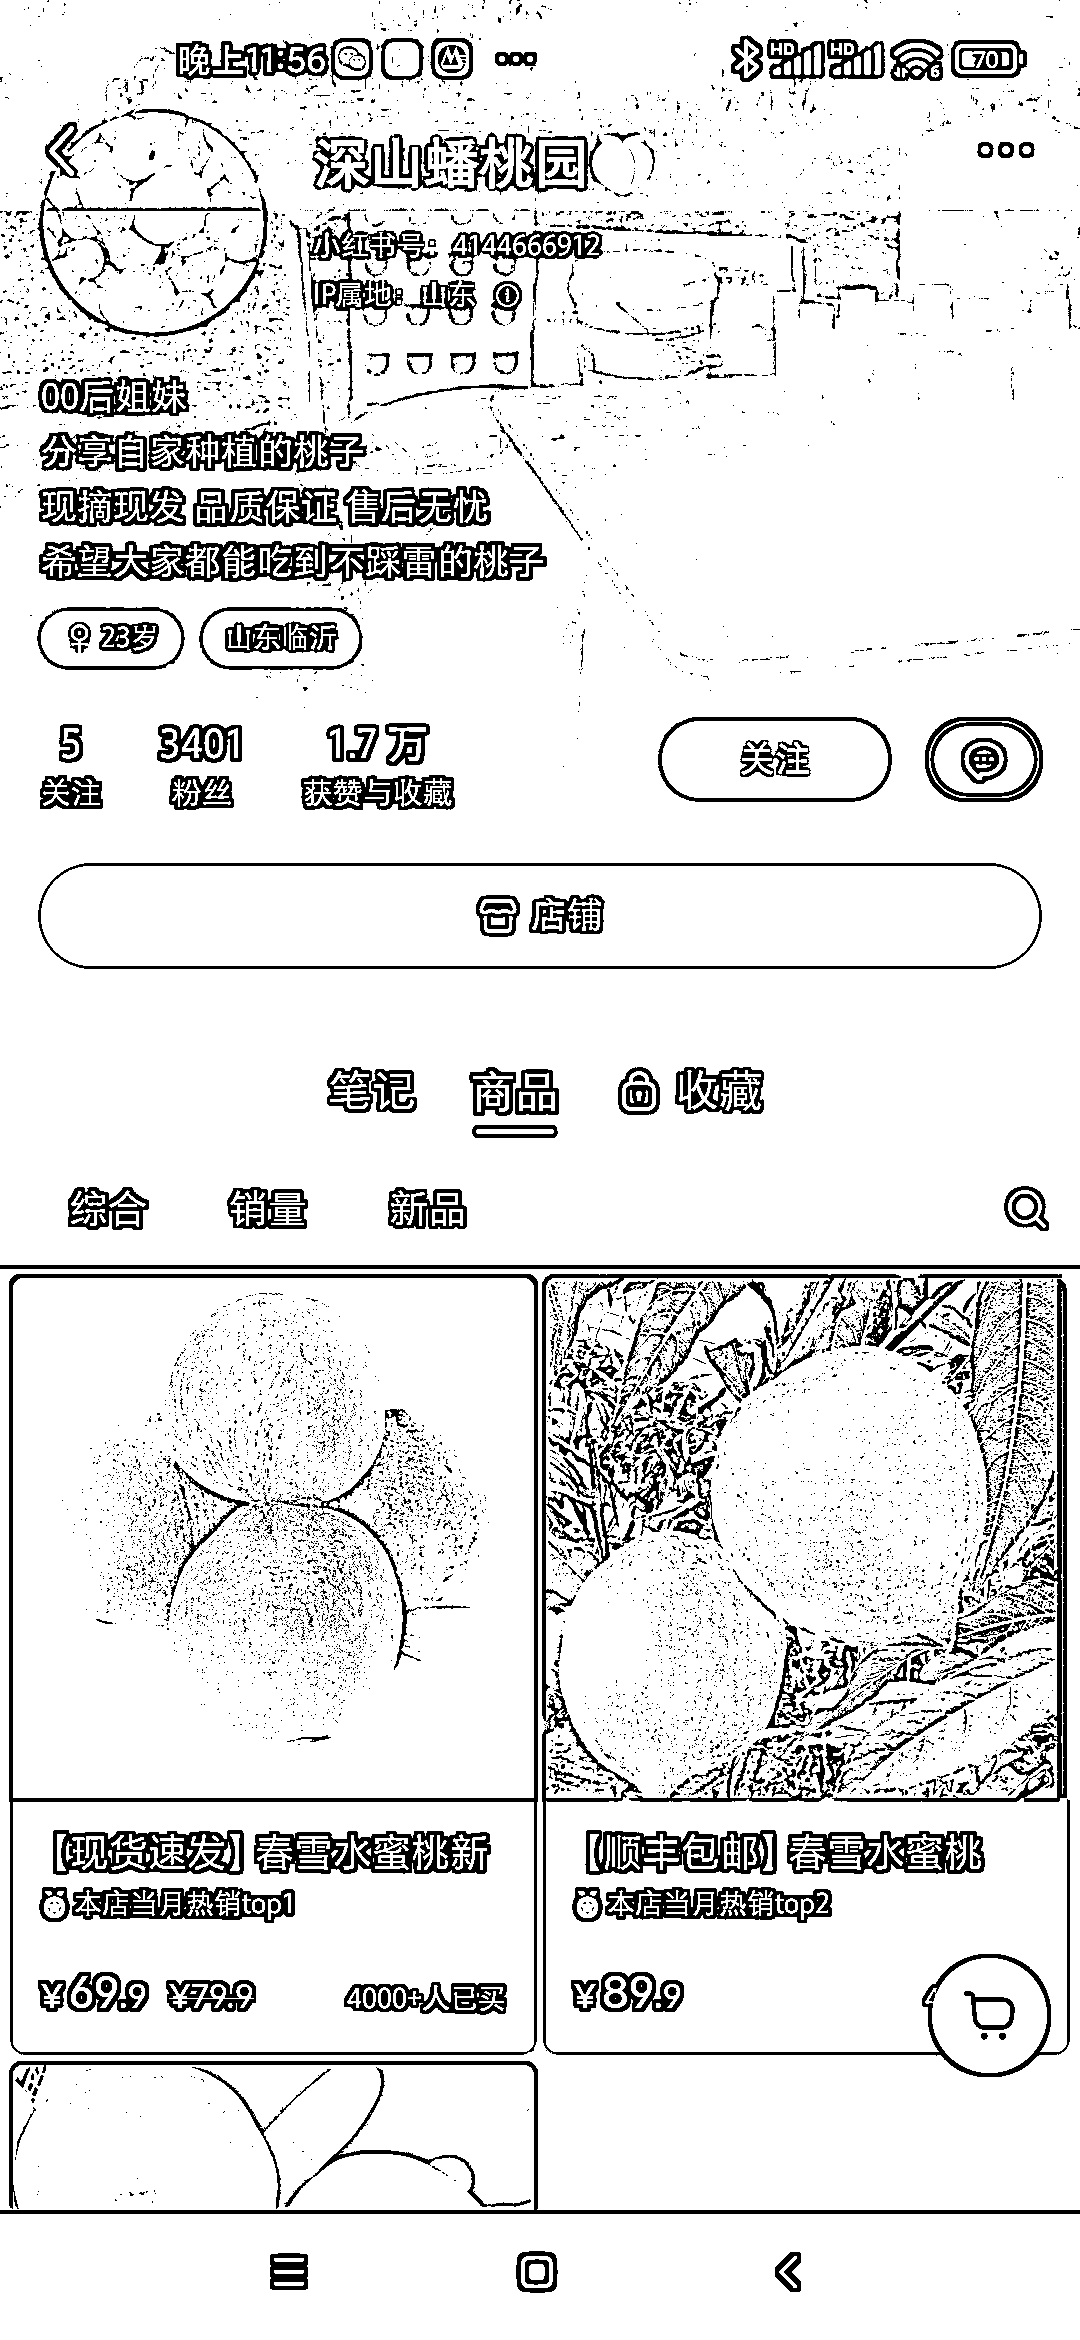 晚上11:56
HD HD 70
深山蟠桃园
小红书号：4144666912
IP属地：山东
00后姐妹
分享自家种植的桃子
现摘现发 品质保证 售后无忧
希望大家都能吃到不踩雷的桃子
23岁 山东临沂
5 3401 1.7万
关注 粉丝 获赞与收藏
关注
店铺
笔记 商品 收藏
综合 销量 新品
【现货速发】春雪水蜜桃新
本店当月热销top1
¥69.9 ¥79.9 4000+人已买
【顺丰包邮】春雪水蜜桃
本店当月热销top2
¥89.9